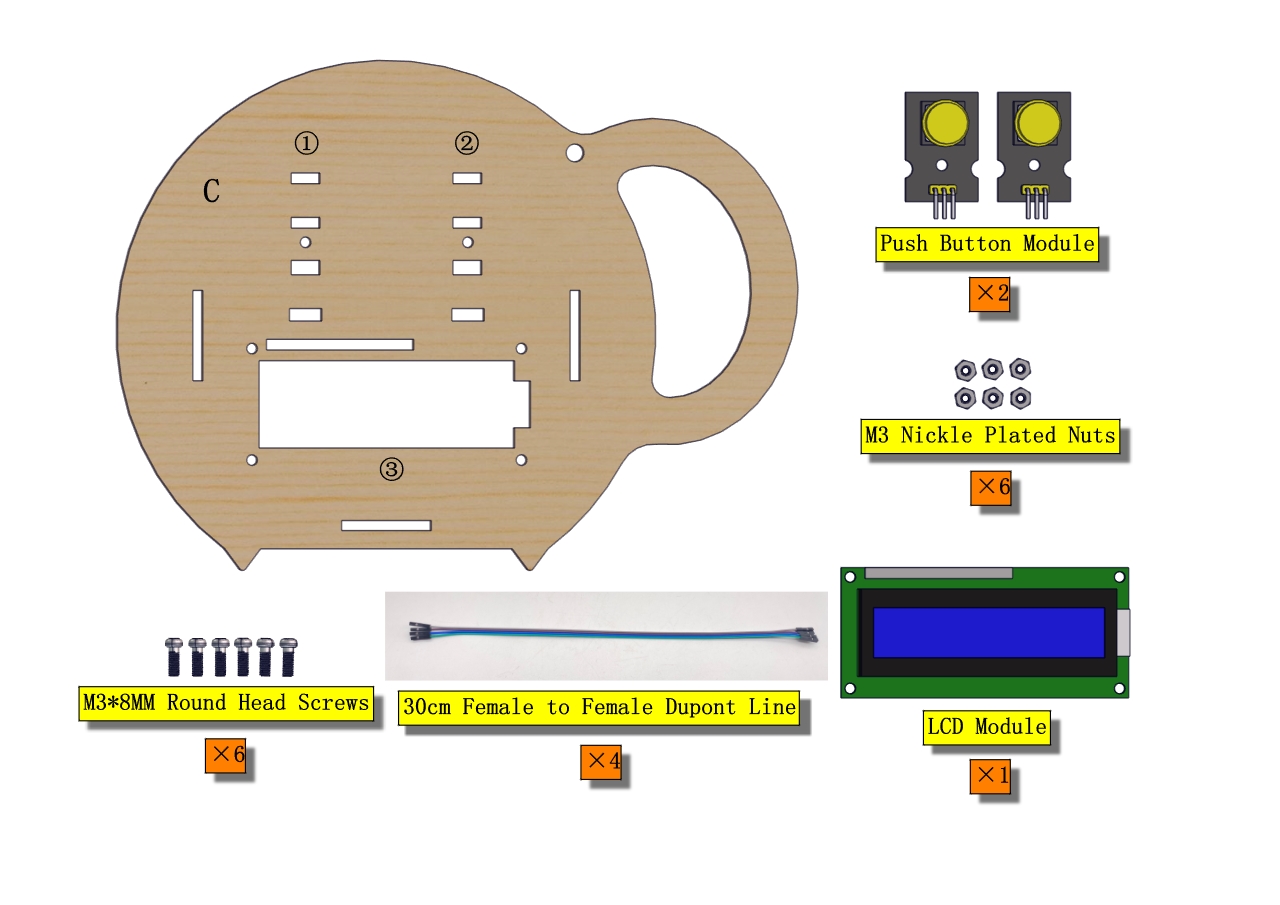 ① ②
C
③
Push Button Module
×2
M3 Nickle Plated Nuts
×6
M3*8MM Round Head Screws
×6
30cm Female to Female Dupont Line
×4
LCD Module
×1